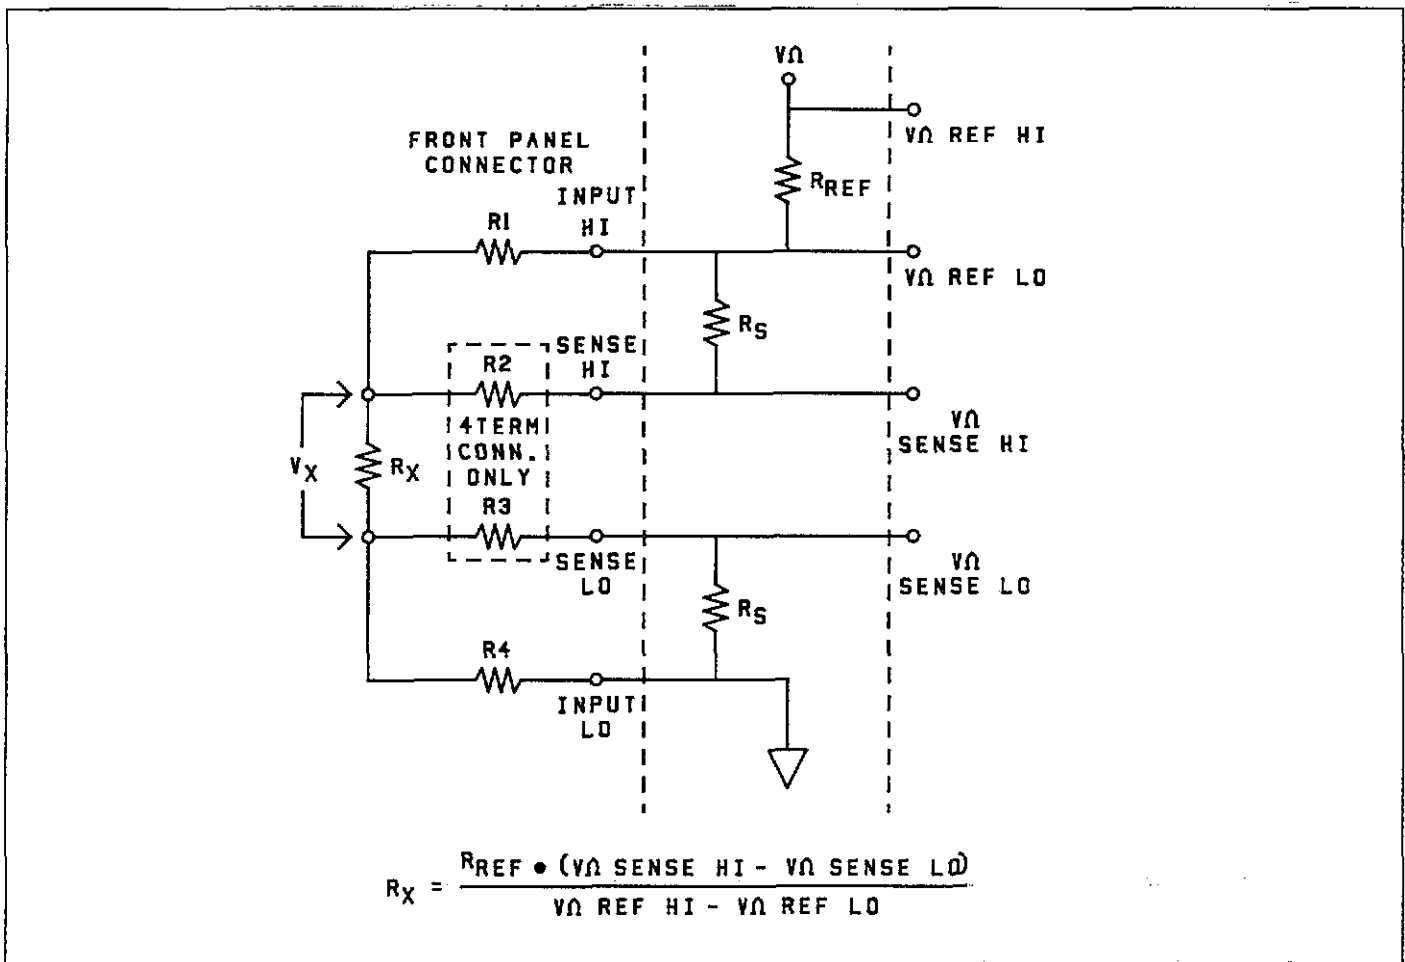 VΩ
VΩ REF HI
FRONT PANEL
CONNECTOR
RREF
INPUT
HI
R1
VΩ REF LO
RS
SENSE
HI
R2
4TERM
CONN.
ONLY
VΩ
SENSE HI
VX
RX
R3
SENSE
LO
VΩ
SENSE LO
RS
R4
INPUT
LO
RX = RREF • (VΩ SENSE HI - VΩ SENSE LO)
VΩ REF HI - VΩ REF LO